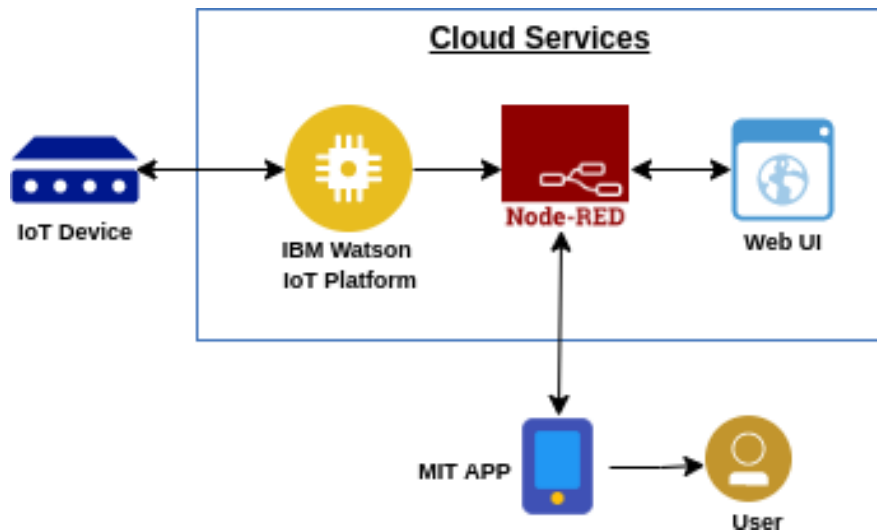 Cloud Services
IoT Device
IBM Watson
IoT Platform
Node-RED
Web UI
MIT APP
User